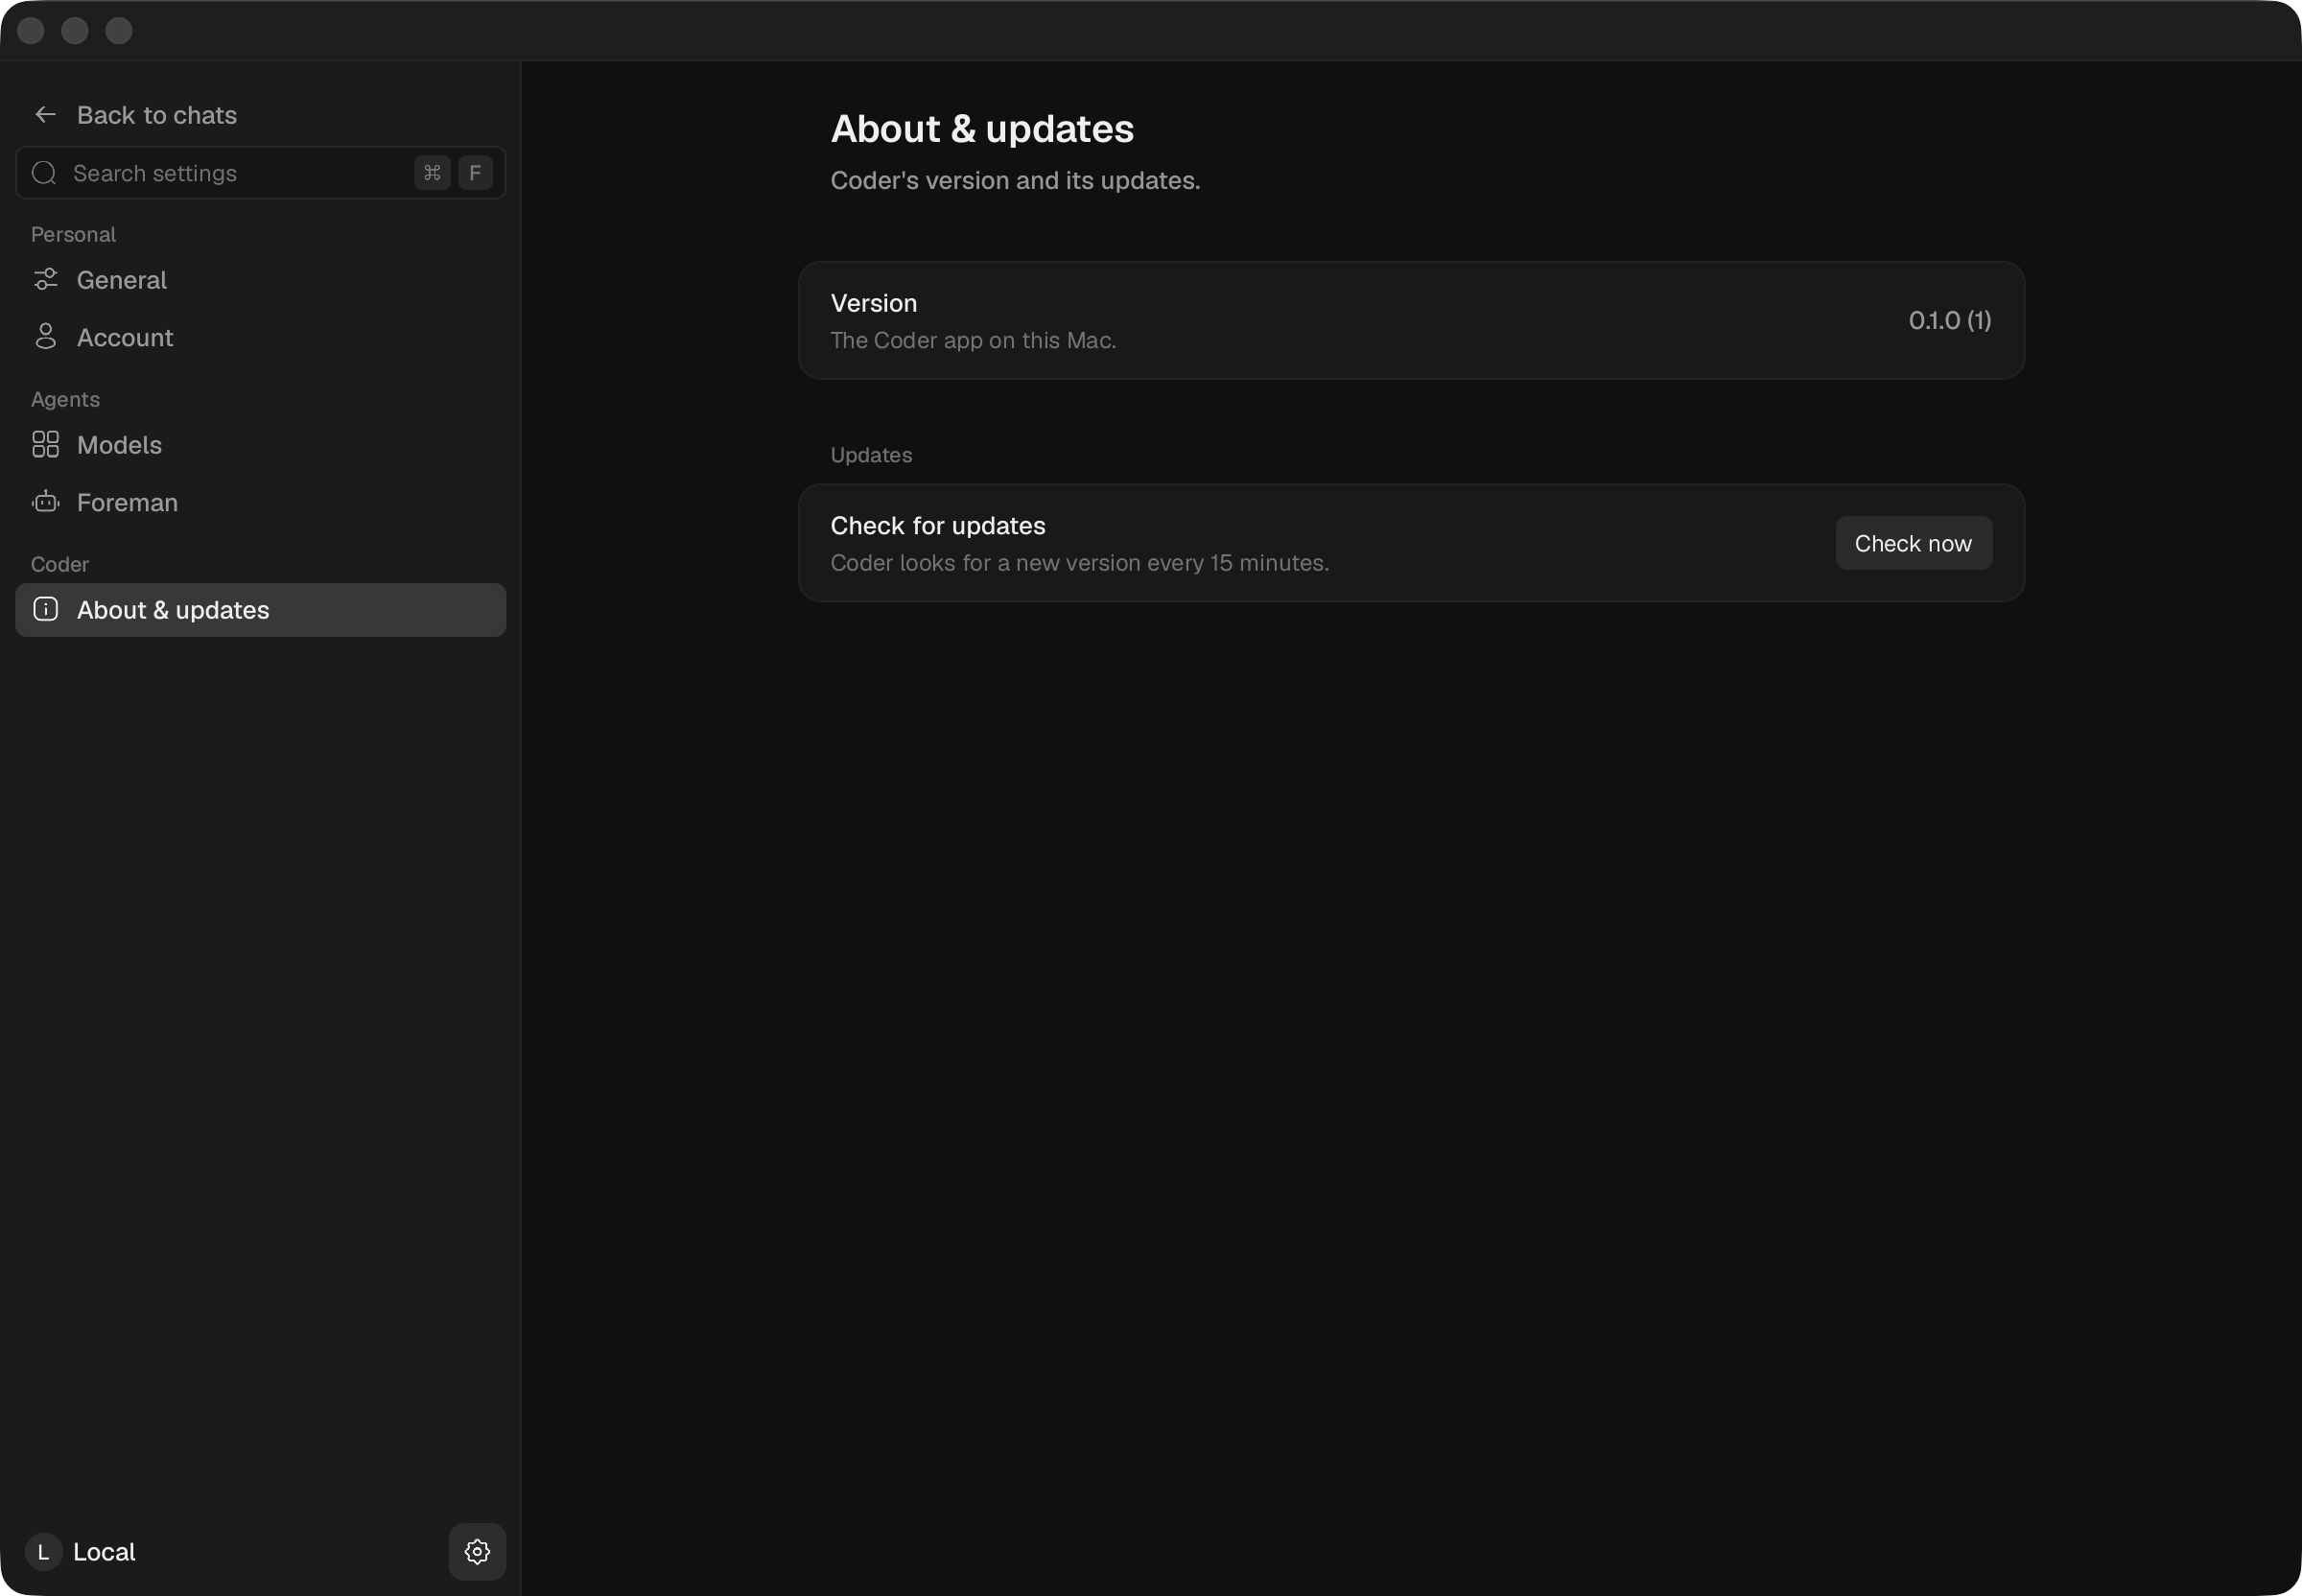 Back to chats
Search settings ⌘ F
Personal
General
Account
Agents
Models
Foreman
Coder
About & updates
L Local
About & updates
Coder's version and its updates.
Version
The Coder app on this Mac.
0.1.0 (1)
Updates
Check for updates
Coder looks for a new version every 15 minutes.
Check now